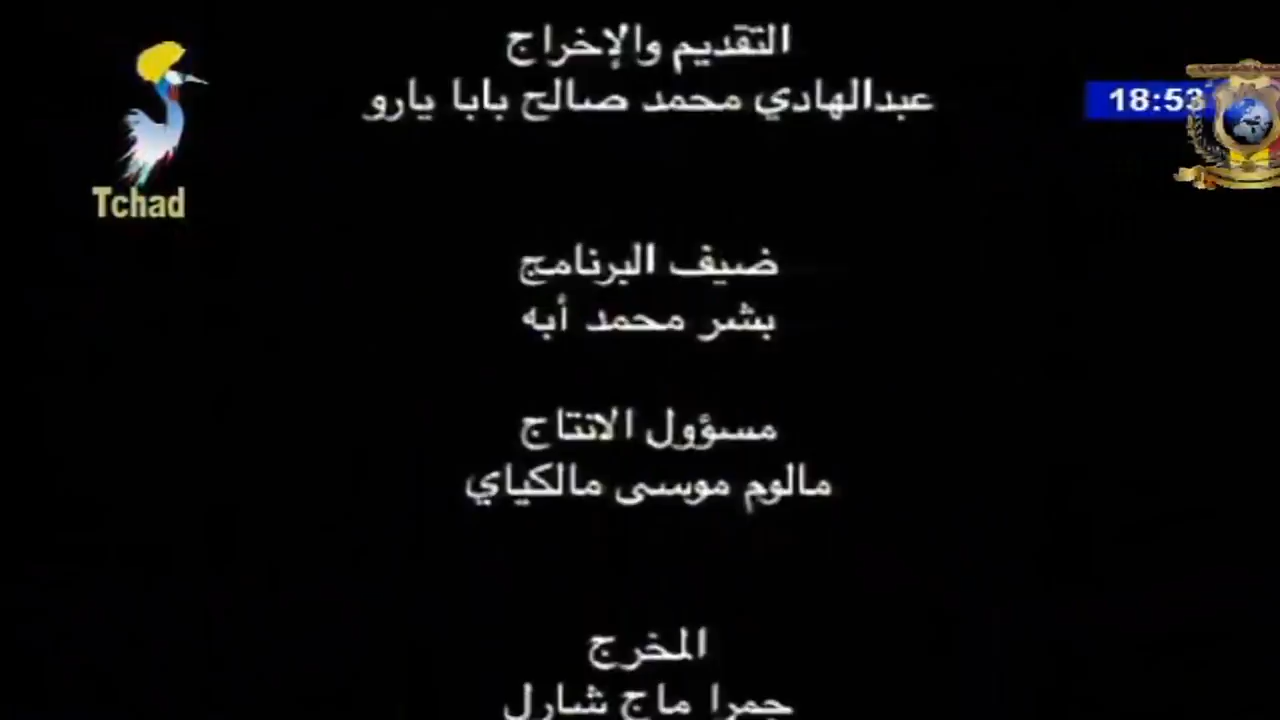 التقديم والإخراج
عبدالهادي محمد صالح بابا يارو
18:53
Tchad
ضيف البرنامج
بشر محمد أبه
مسؤول الانتاج
مالوم موسى مالكياي
المخرج
جمرا ماج شارل